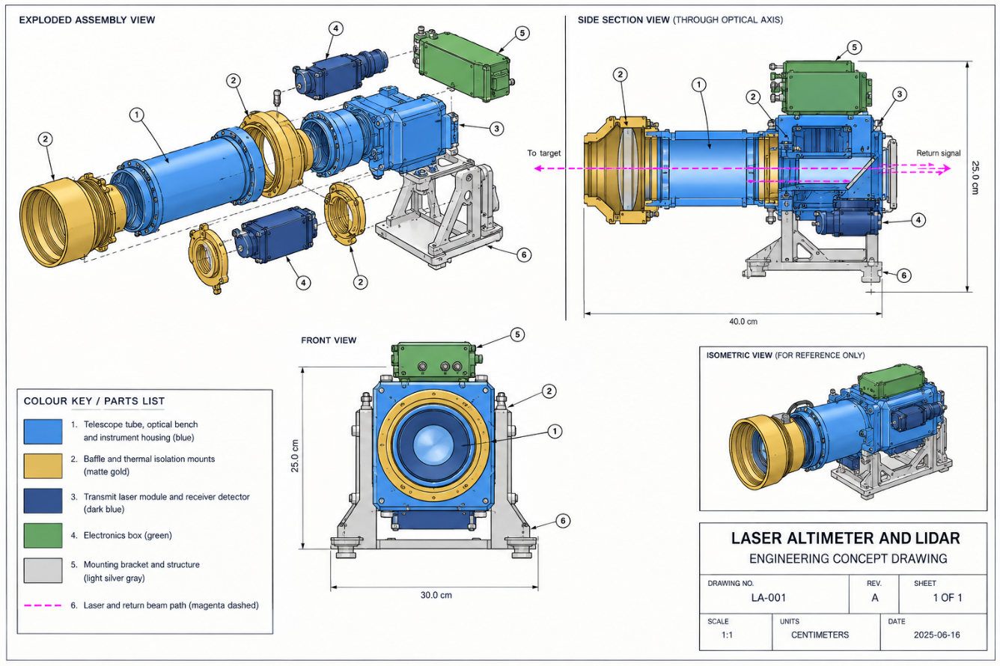 EXPLODED ASSEMBLY VIEW
4
5
2
1
3
2
6
4
2
SIDE SECTION VIEW (THROUGH OPTICAL AXIS)
5
2
1
2
3
To target
Return signal
25.0 cm
4
6
40.0 cm
FRONT VIEW
5
2
1
25.0 cm
6
30.0 cm
COLOUR KEY / PARTS LIST
1. Telescope tube, optical bench
and instrument housing (blue)
2. Baffle and thermal isolation mounts
(matte gold)
3. Transmit laser module and receiver detector
(dark blue)
4. Electronics box (green)
5. Mounting bracket and structure
(light silver gray)
6. Laser and return beam path (magenta dashed)
ISOMETRIC VIEW (FOR REFERENCE ONLY)
LASER ALTIMETER AND LIDAR
ENGINEERING CONCEPT DRAWING
DRAWING NO.
LA-001
REV.
A
SHEET
1 OF 1
SCALE
1:1
UNITS
CENTIMETERS
DATE
2025-06-16